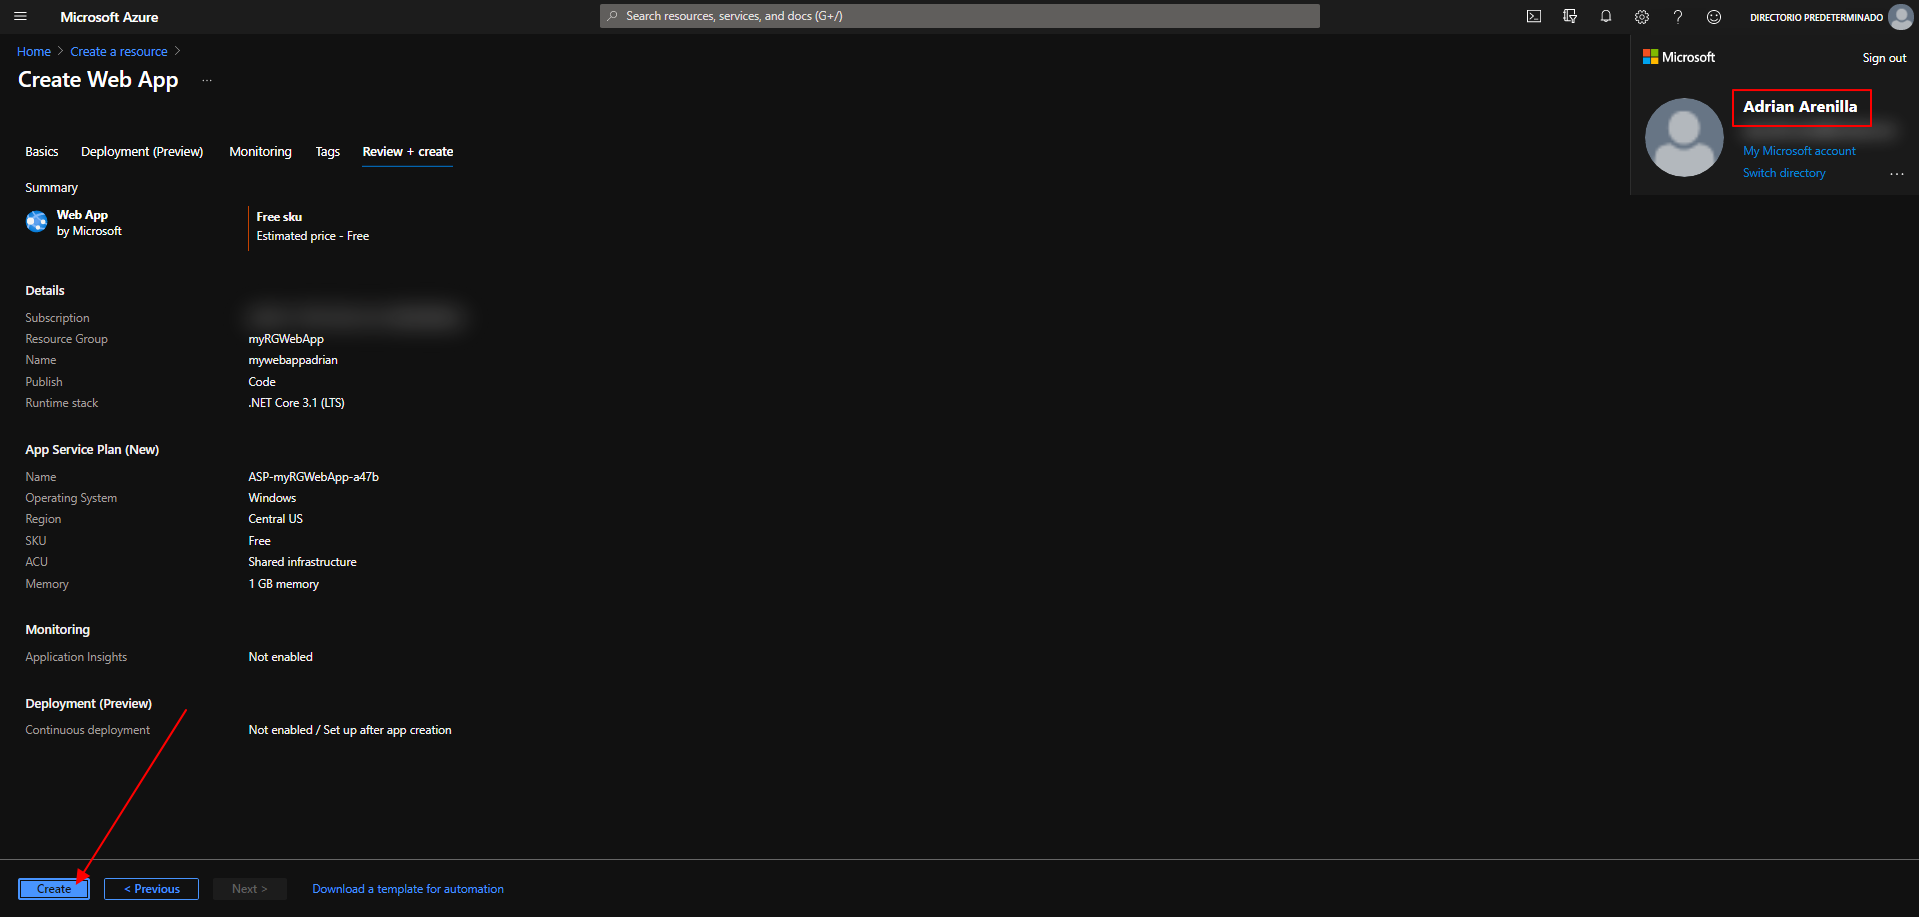 Microsoft Azure
Search resources, services, and docs (G+/)
DIRECTORIO PREDETERMINADO
Home > Create a resource >
Create Web App ...
Microsoft
Sign out
Adrian Arenilla
My Microsoft account
Switch directory
...
Basics Deployment (Preview) Monitoring Tags Review + create
Summary
Web App
by Microsoft
Free sku
Estimated price - Free
Details
Subscription
Resource Group myRGWebApp
Name mywebappadrian
Publish Code
Runtime stack .NET Core 3.1 (LTS)
App Service Plan (New)
Name ASP-myRGWebApp-a47b
Operating System Windows
Region Central US
SKU Free
ACU Shared infrastructure
Memory 1 GB memory
Monitoring
Application Insights Not enabled
Deployment (Preview)
Continuous deployment Not enabled / Set up after app creation
Create < Previous Next > Download a template for automation